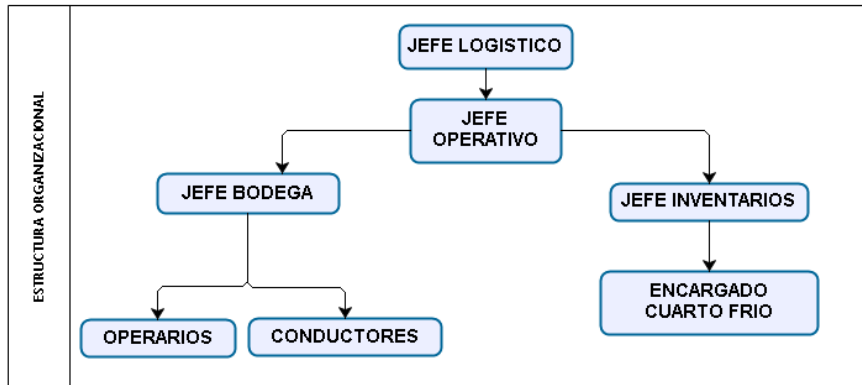 ESTRUCTURA ORGANIZACIONAL
JEFE LOGISTICO
JEFE
OPERATIVO
JEFE BODEGA
JEFE INVENTARIOS
OPERARIOS
CONDUCTORES
ENCARGADO
CUARTO FRIO